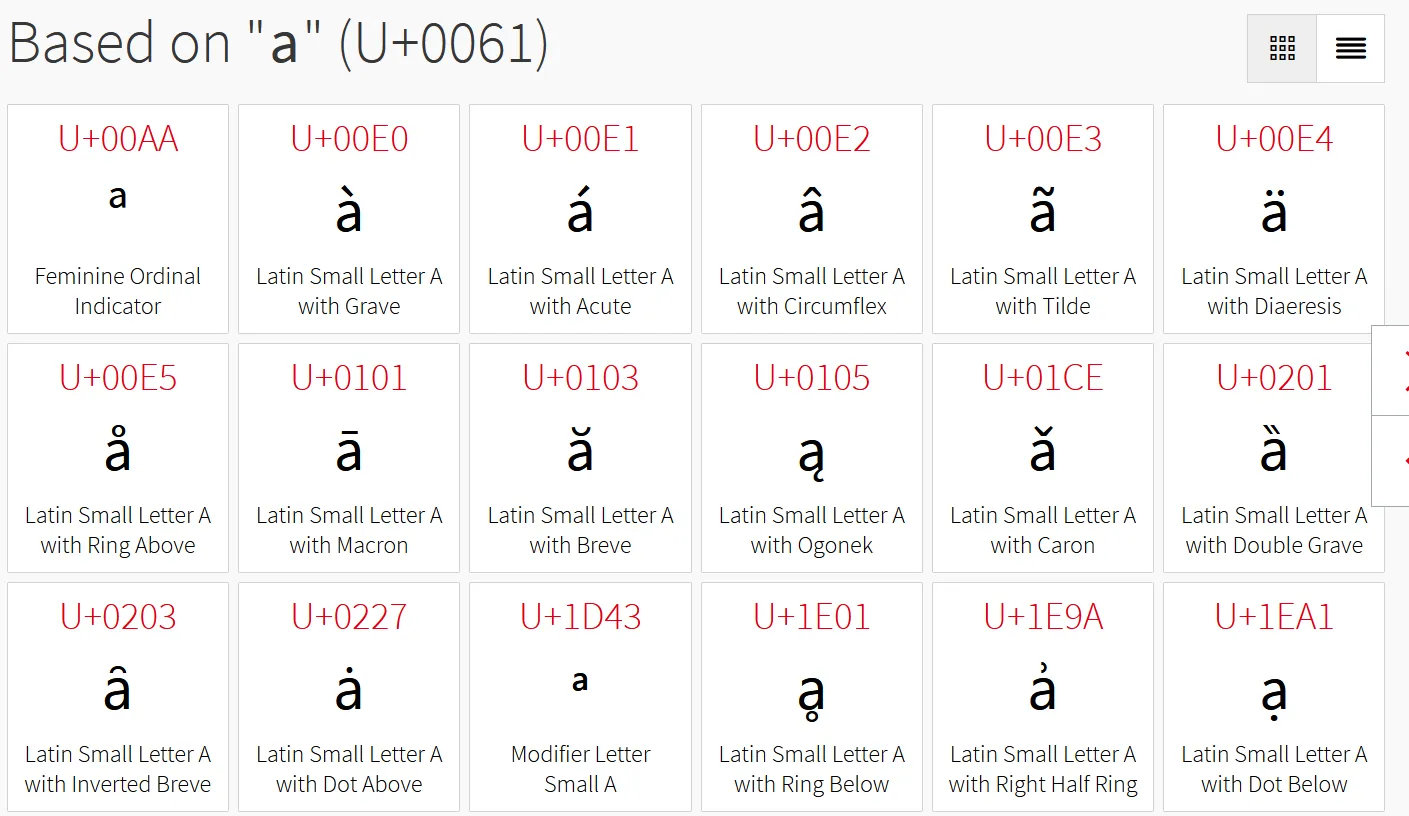 Based on "a" (U+0061)
U+00AA
ª
Feminine Ordinal
Indicator
U+00E0
à
Latin Small Letter A
with Grave
U+00E1
á
Latin Small Letter A
with Acute
U+00E2
â
Latin Small Letter A
with Circumflex
U+00E3
ã
Latin Small Letter A
with Tilde
U+00E4
ä
Latin Small Letter A
with Diaeresis
U+00E5
å
Latin Small Letter A
with Ring Above
U+0101
ā
Latin Small Letter A
with Macron
U+0103
ă
Latin Small Letter A
with Breve
U+0105
ą
Latin Small Letter A
with Ogonek
U+01CE
ǎ
Latin Small Letter A
with Caron
U+0201
ȁ
Latin Small Letter A
with Double Grave
U+0203
ȃ
Latin Small Letter A
with Inverted Breve
U+0227
ȧ
Latin Small Letter A
with Dot Above
U+1D43
ᵃ
Modifier Letter
Small A
U+1E01
ḁ
Latin Small Letter A
with Ring Below
U+1E9A
ẚ
Latin Small Letter A
with Right Half Ring
U+1EA1
ạ
Latin Small Letter A
with Dot Below